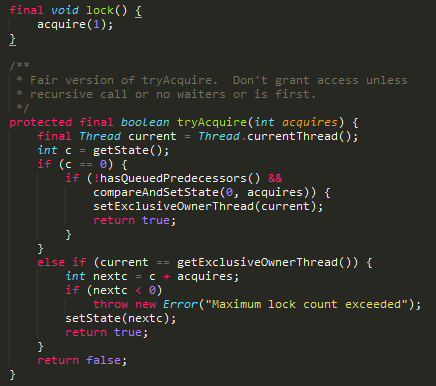 final void lock() {
    acquire(1);
}

/**
 * Fair version of tryAcquire.  Don't grant access unless
 * recursive call or no waiters or is first.
 */
protected final boolean tryAcquire(int acquires) {
    final Thread current = Thread.currentThread();
    int c = getState();
    if (c == 0) {
        if (!hasQueuedPredecessors() &&
            compareAndSetState(0, acquires)) {
            setExclusiveOwnerThread(current);
            return true;
        }
    }
    else if (current == getExclusiveOwnerThread()) {
        int nextc = c + acquires;
        if (nextc < 0)
            throw new Error("Maximum lock count exceeded");
        setState(nextc);
        return true;
    }
    return false;
}